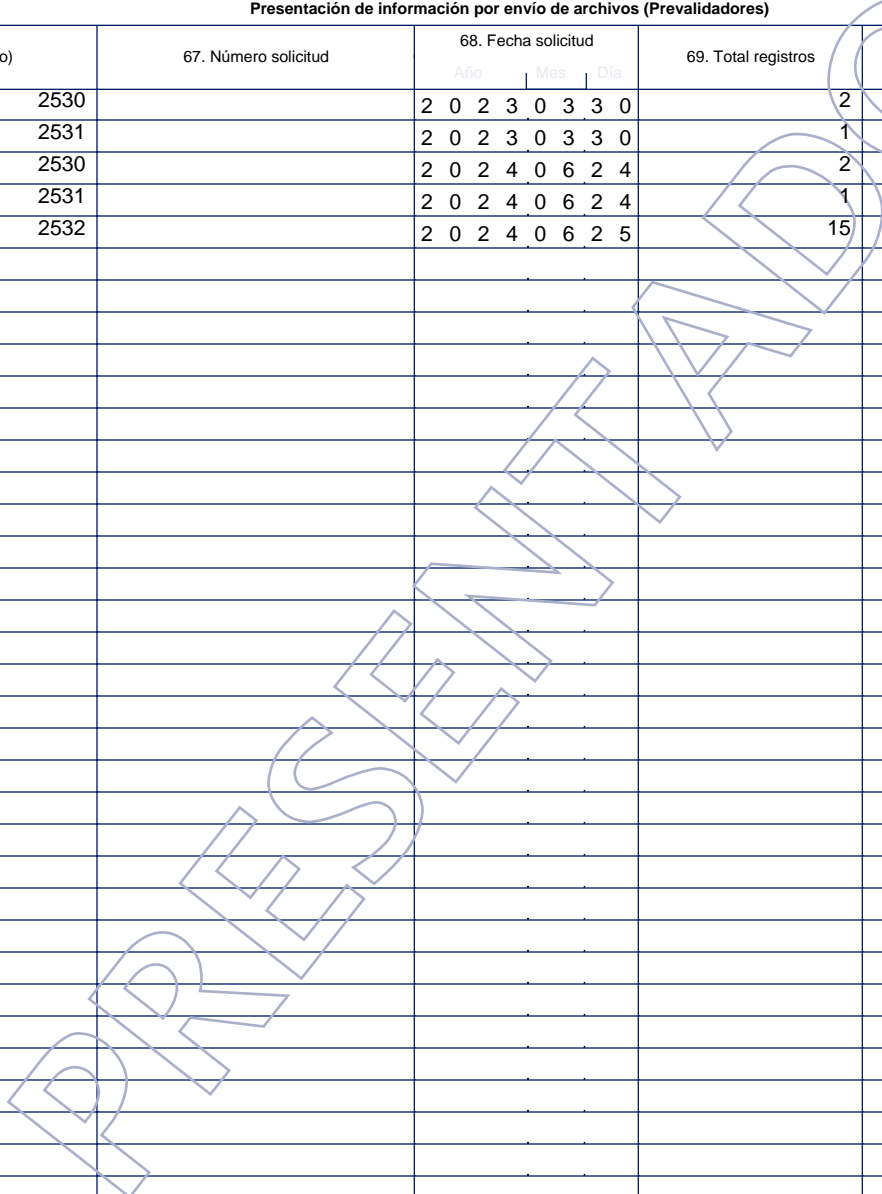 Presentación de información por envío de archivos (Prevalidadores)
o) 67. Número solicitud 68. Fecha solicitud 69. Total registros
Año Mes Día
2530 2 0 2 3 0 3 3 0 2
2531 2 0 2 3 0 3 3 0 1
2530 2 0 2 4 0 6 2 4 2
2531 2 0 2 4 0 6 2 4 1
2532 2 0 2 4 0 6 2 5 15
PRESENTADO